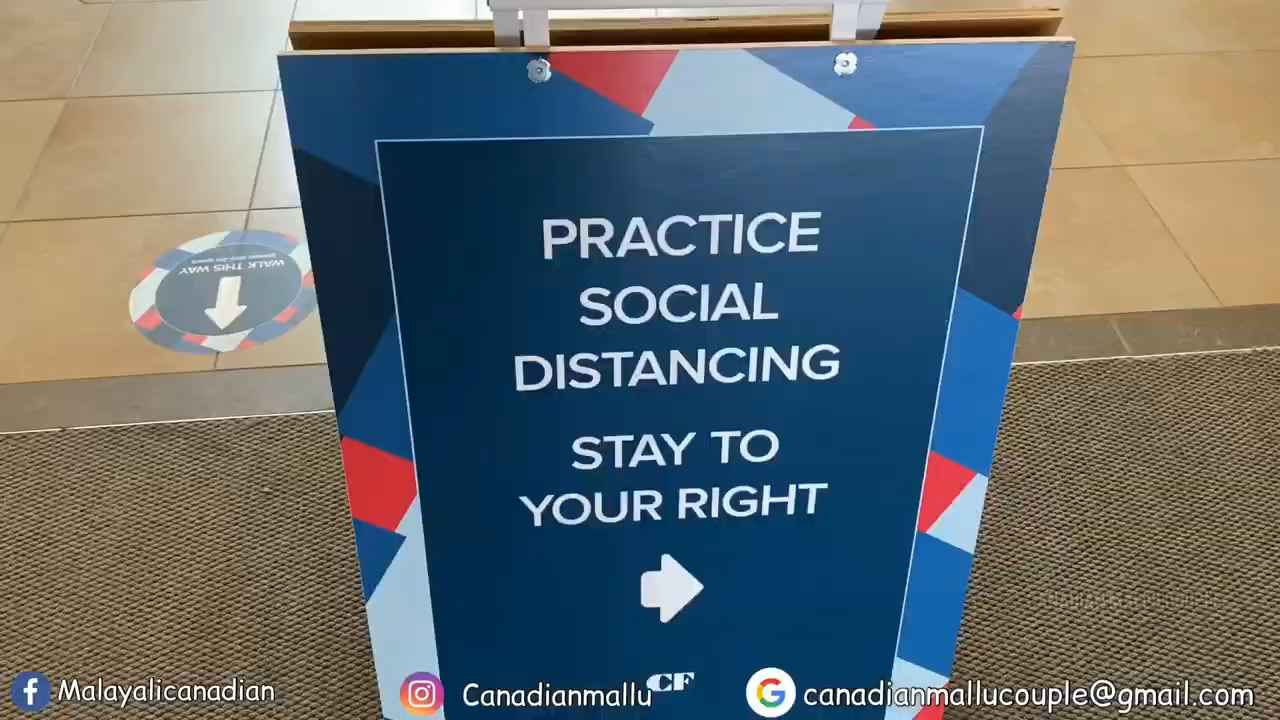 PRACTICE
SOCIAL
DISTANCING
STAY TO
YOUR RIGHT
CF
WALK THIS WAY
Malayalicanadian
Canadianmallu
canadianmallucouple@gmail.com